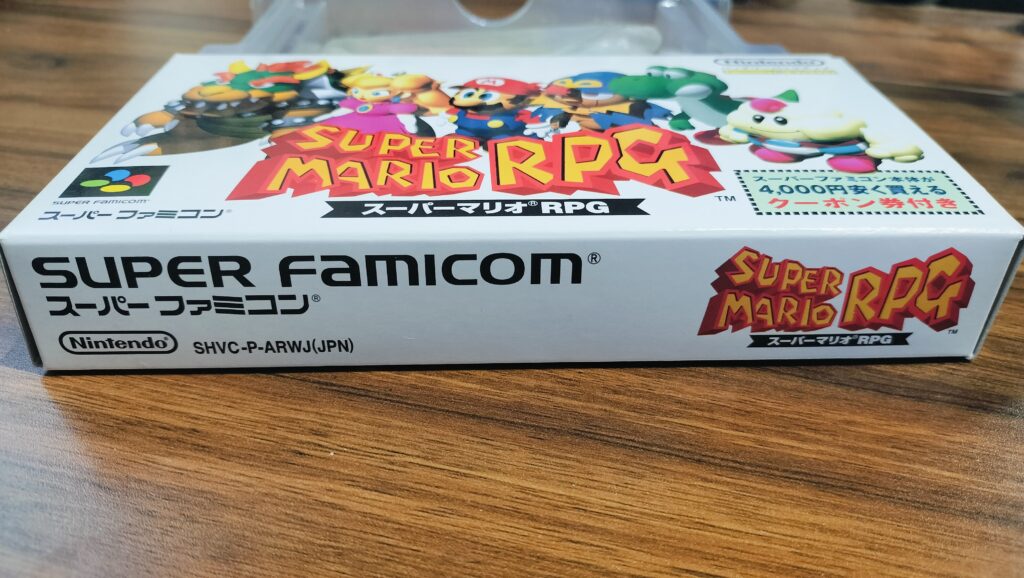 Nintendo
SUPER
MARIO RPG
TM
スーパーマリオ® RPG
SUPER FAMICOM
スーパーファミコン®
スーパーファミコン本体が
4,000円安く買える
クーポン券付き
SUPER FAMICOM®
スーパーファミコン®
Nintendo®
SHVC-P-ARWJ(JPN)
SUPER
MARIO RPG
TM
スーパーマリオ® RPG